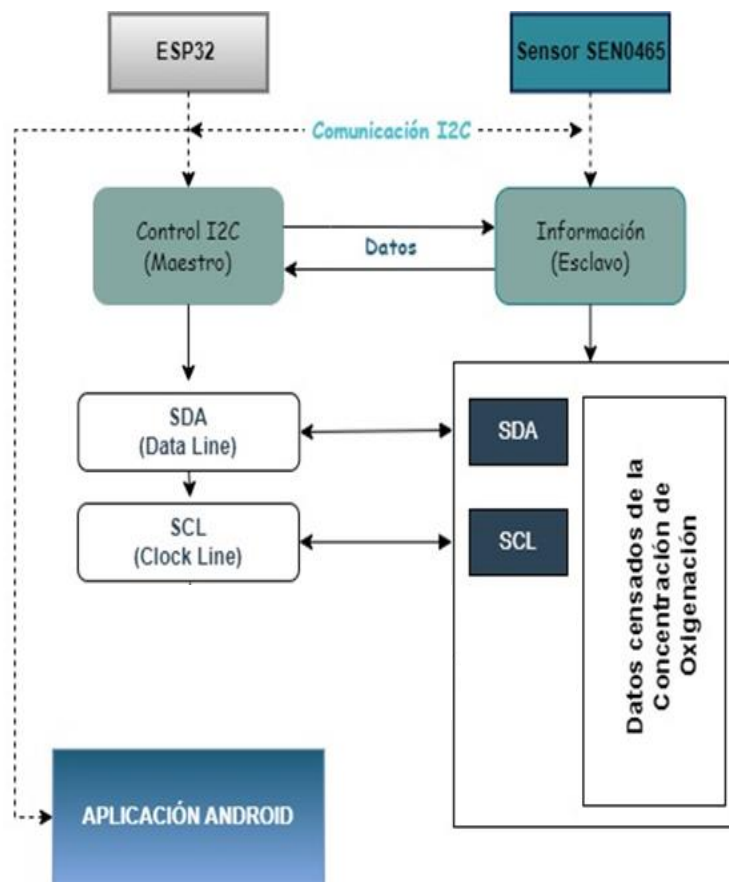 ESP32
Sensor SEN0465
Comunicación I2C
Control I2C
(Maestro)
Datos
Información
(Esclavo)
SDA
(Data Line)
SDA
SCL
(Clock Line)
SCL
Datos censados de la
Concentración de
Oxigenación
APLICACIÓN ANDROID